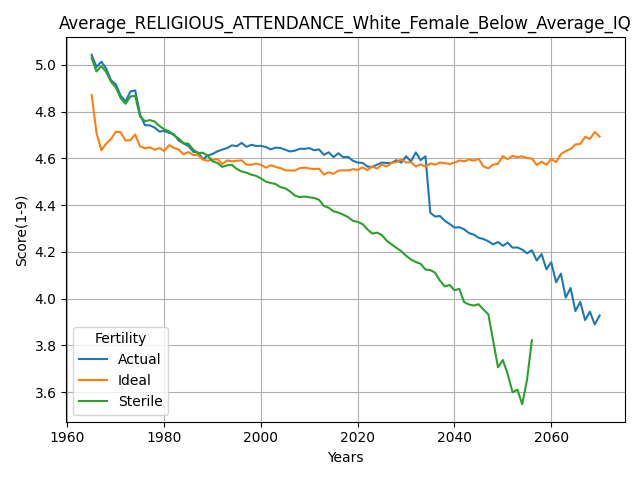 Average_RELIGIOUS_ATTENDANCE_White_Female_Below_Average_IQ
Score(1-9)
5.0
4.8
4.6
4.4
4.2
4.0
3.8
3.6
Fertility
Actual
Ideal
Sterile
1960 1980 2000 2020 2040 2060
Years